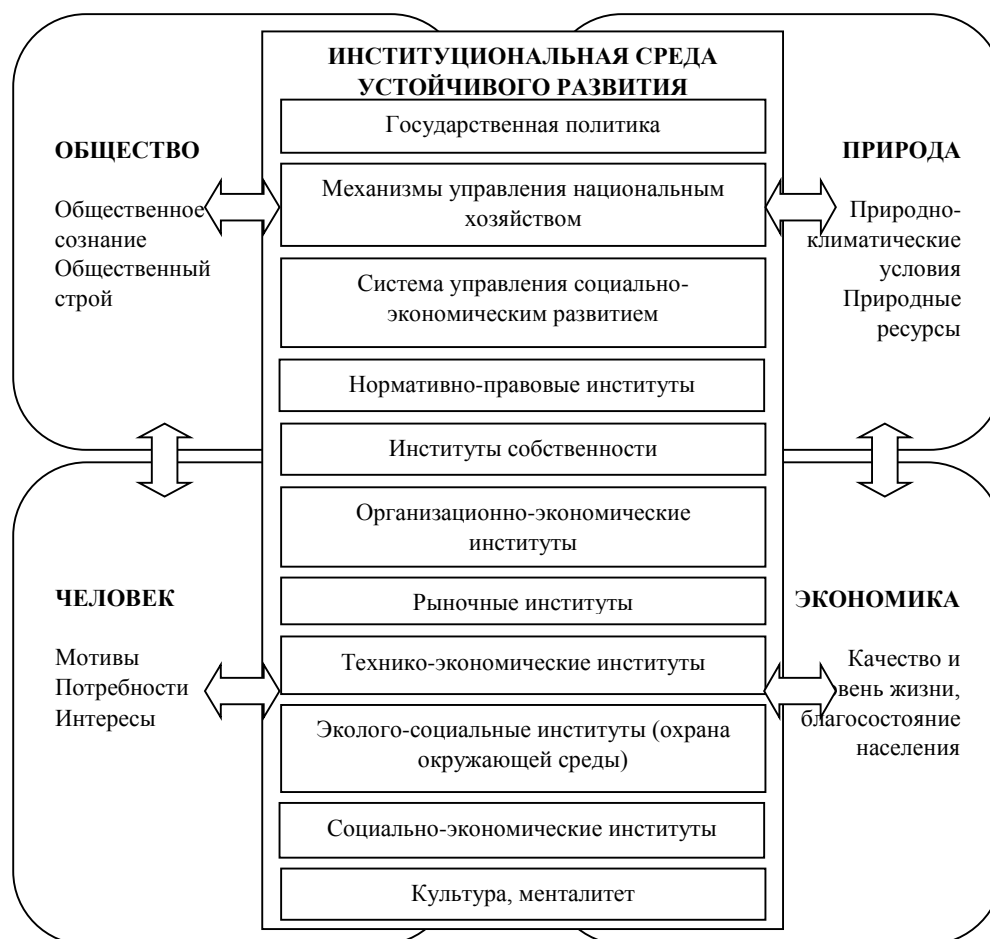 ИНСТИТУЦИОНАЛЬНАЯ СРЕДА
УСТОЙЧИВОГО РАЗВИТИЯ
Государственная политика
Механизмы управления национальным
хозяйством
Система управления социально-
экономическим развитием
Нормативно-правовые институты
Институты собственности
Организационно-экономические
институты
Рыночные институты
Технико-экономические институты
Эколого-социальные институты (охрана
окружающей среды)
Социально-экономические институты
Культура, менталитет
ОБЩЕСТВО
Общественное
сознание
Общественный
строй
ПРИРОДА
Природно-
климатические
условия
Природные
ресурсы
ЧЕЛОВЕК
Мотивы
Потребности
Интересы
ЭКОНОМИКА
Качество и
вень жизни,
благосостояние
населения